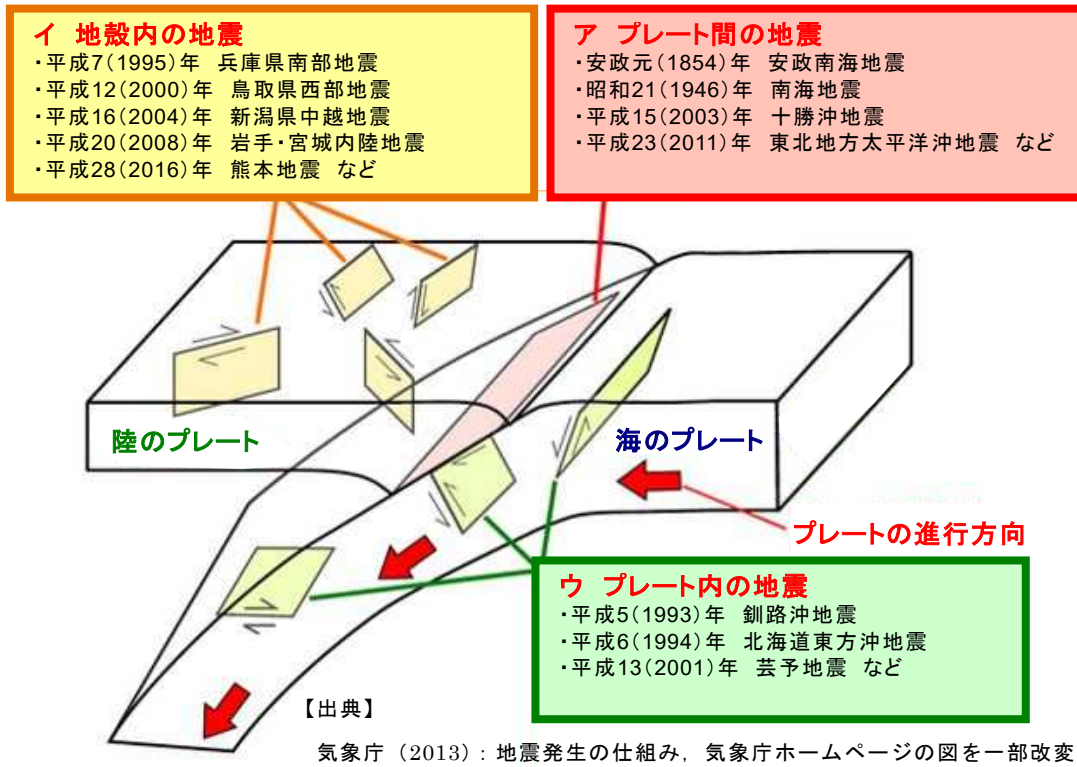 イ 地殻内の地震
・平成7(1995)年 兵庫県南部地震
・平成12(2000)年 鳥取県西部地震
・平成16(2004)年 新潟県中越地震
・平成20(2008)年 岩手・宮城内陸地震
・平成28(2016)年 熊本地震 など
ア プレート間の地震
・安政元(1854)年 安政南海地震
・昭和21(1946)年 南海地震
・平成15(2003)年 十勝沖地震
・平成23(2011)年 東北地方太平洋沖地震 など
陸のプレート
海のプレート
プレートの進行方向
ウ プレート内の地震
・平成5(1993)年 釧路沖地震
・平成6(1994)年 北海道東方沖地震
・平成13(2001)年 芸予地震 など
【出典】
気象庁（2013）：地震発生の仕組み，気象庁ホームページの図を一部改変